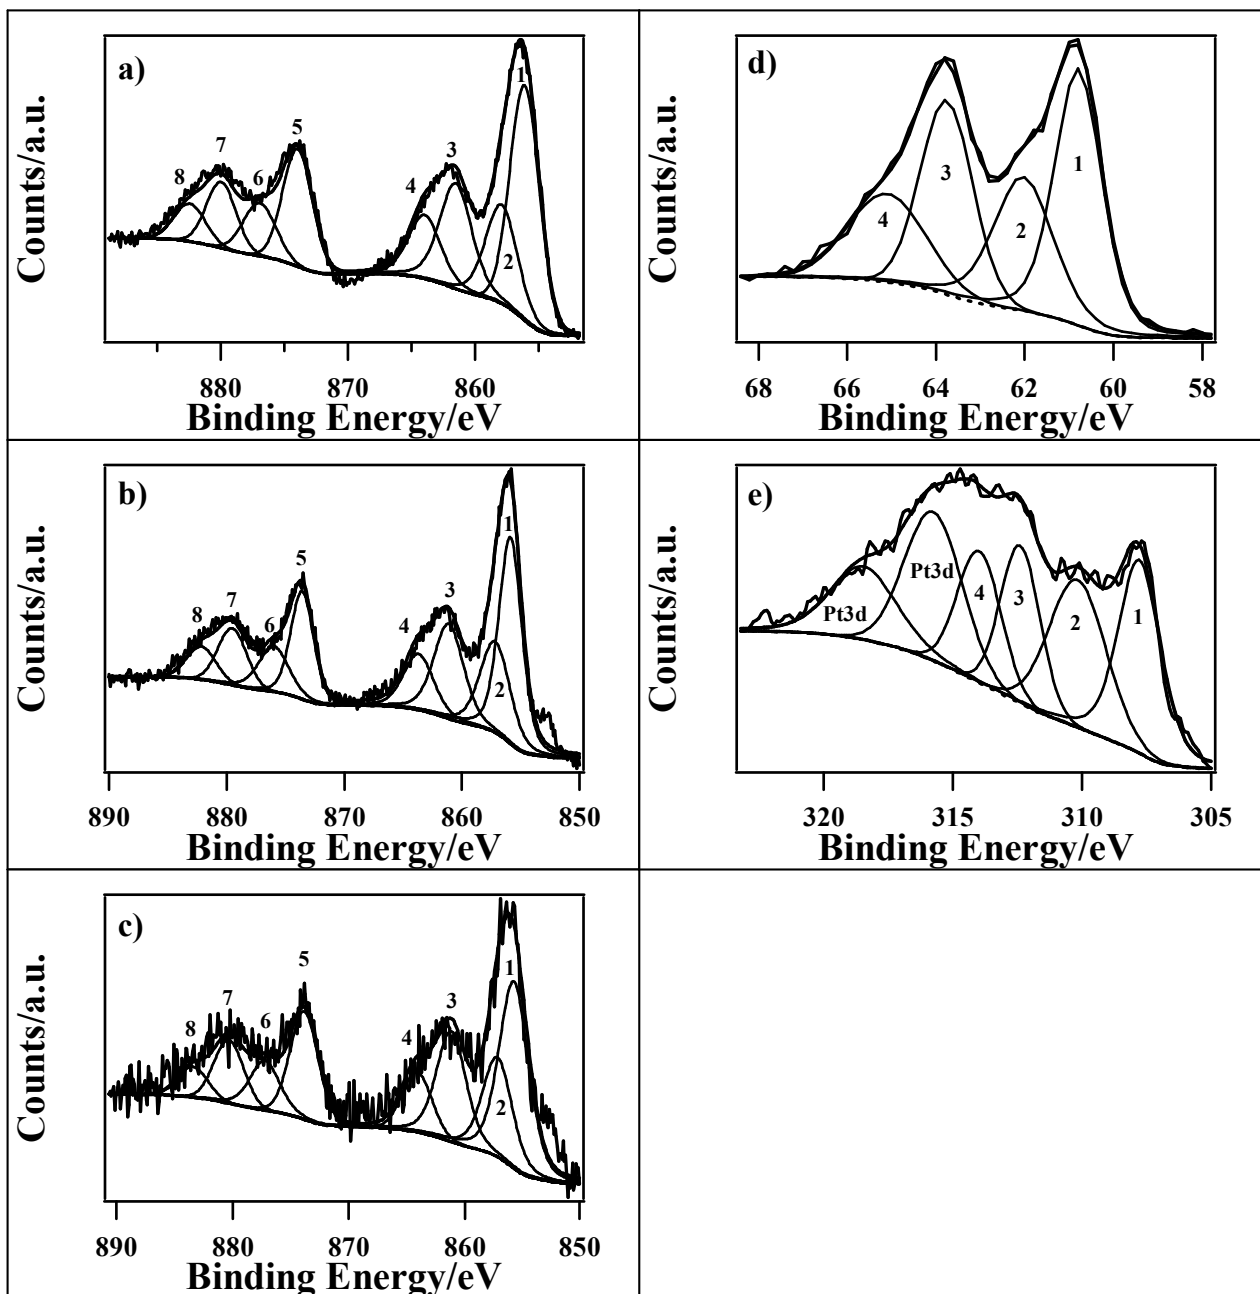 a)
Counts/a.u.
1
2
3
4
5
6
7
8
880 870 860
Binding Energy/eV
d)
Counts/a.u.
1
2
3
4
68 66 64 62 60 58
Binding Energy/eV
b)
Counts/a.u.
1
2
3
4
5
6
7
8
890 880 870 860 850
Binding Energy/eV
e)
Counts/a.u.
Pt3d
Pt3d
4
3
2
1
320 315 310 305
Binding Energy/eV
c)
Counts/a.u.
1
2
3
4
5
6
7
8
890 880 870 860 850
Binding Energy/eV